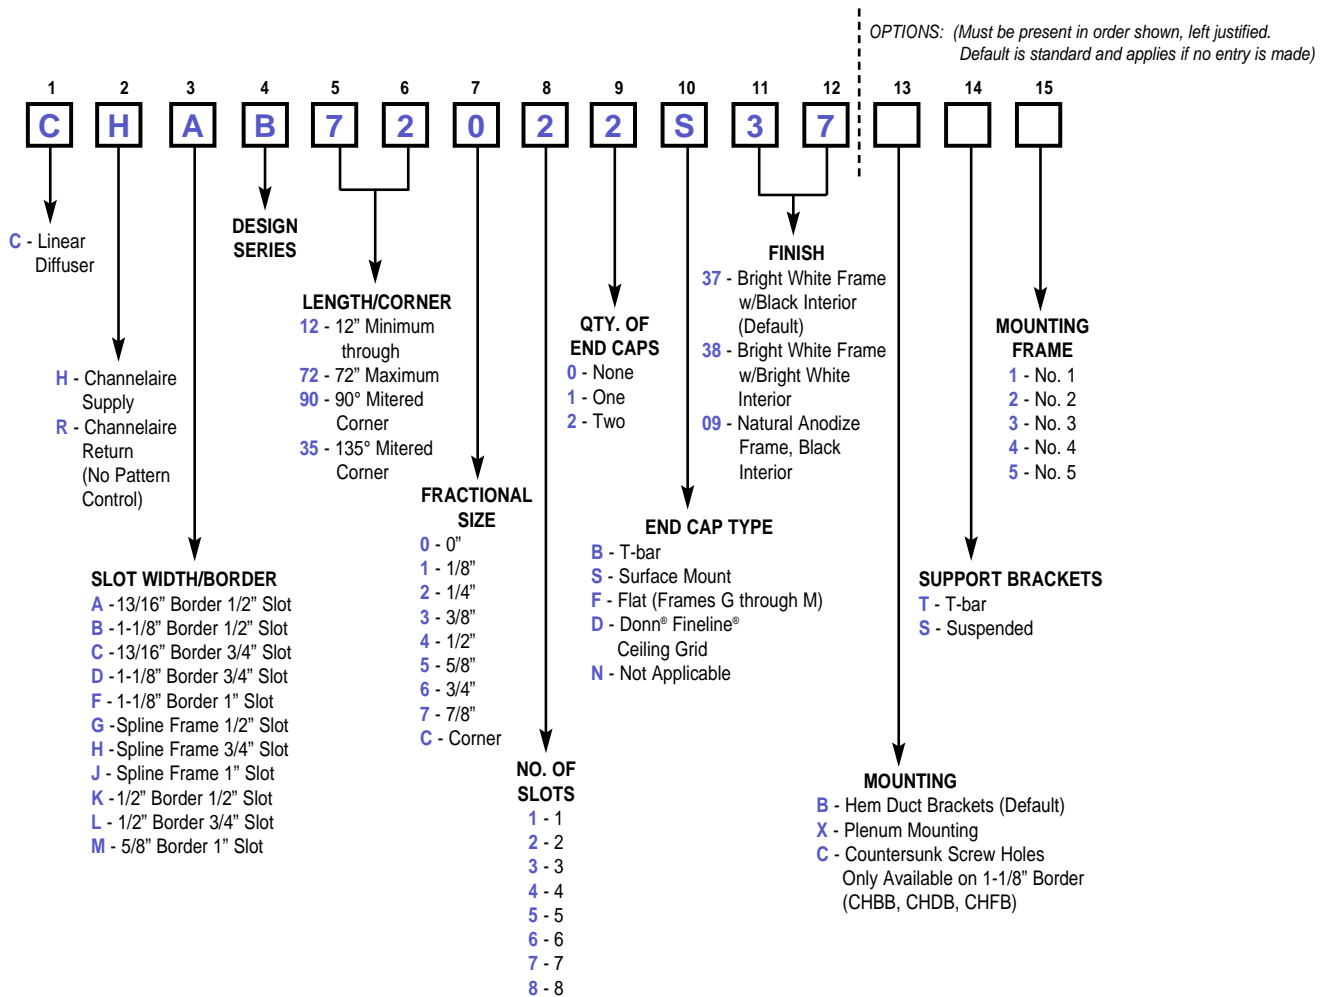 OPTIONS: (Must be present in order shown, left justified.
Default is standard and applies if no entry is made)
1 2 3 4 5 6 7 8 9 10 11 12 13 14 15
C H A B 7 2 0 2 2 S 3 7
C - Linear
Diffuser
H - Channelaire
Supply
R - Channelaire
Return
(No Pattern
Control)
SLOT WIDTH/BORDER
A - 13/16” Border 1/2” Slot
B - 1-1/8” Border 1/2” Slot
C - 13/16” Border 3/4” Slot
D - 1-1/8” Border 3/4” Slot
F - 1-1/8” Border 1” Slot
G - Spline Frame 1/2” Slot
H - Spline Frame 3/4” Slot
J - Spline Frame 1” Slot
K - 1/2” Border 1/2” Slot
L - 1/2” Border 3/4” Slot
M - 5/8” Border 1” Slot
DESIGN
SERIES
LENGTH/CORNER
12 - 12” Minimum
through
72 - 72” Maximum
90 - 90° Mitered
Corner
35 - 135° Mitered
Corner
FRACTIONAL
SIZE
0 - 0”
1 - 1/8”
2 - 1/4”
3 - 3/8”
4 - 1/2”
5 - 5/8”
6 - 3/4”
7 - 7/8”
C - Corner
NO. OF
SLOTS
1 - 1
2 - 2
3 - 3
4 - 4
5 - 5
6 - 6
7 - 7
8 - 8
QTY. OF
END CAPS
0 - None
1 - One
2 - Two
END CAP TYPE
B - T-bar
S - Surface Mount
F - Flat (Frames G through M)
D - Donn® Fineline®
Ceiling Grid
N - Not Applicable
FINISH
37 - Bright White Frame
w/Black Interior
(Default)
38 - Bright White Frame
w/Bright White
Interior
09 - Natural Anodize
Frame, Black
Interior
MOUNTING
B - Hem Duct Brackets (Default)
X - Plenum Mounting
C - Countersunk Screw Holes
Only Available on 1-1/8” Border
(CHBB, CHDB, CHFB)
SUPPORT BRACKETS
T - T-bar
S - Suspended
MOUNTING
FRAME
1 - No. 1
2 - No. 2
3 - No. 3
4 - No. 4
5 - No. 5